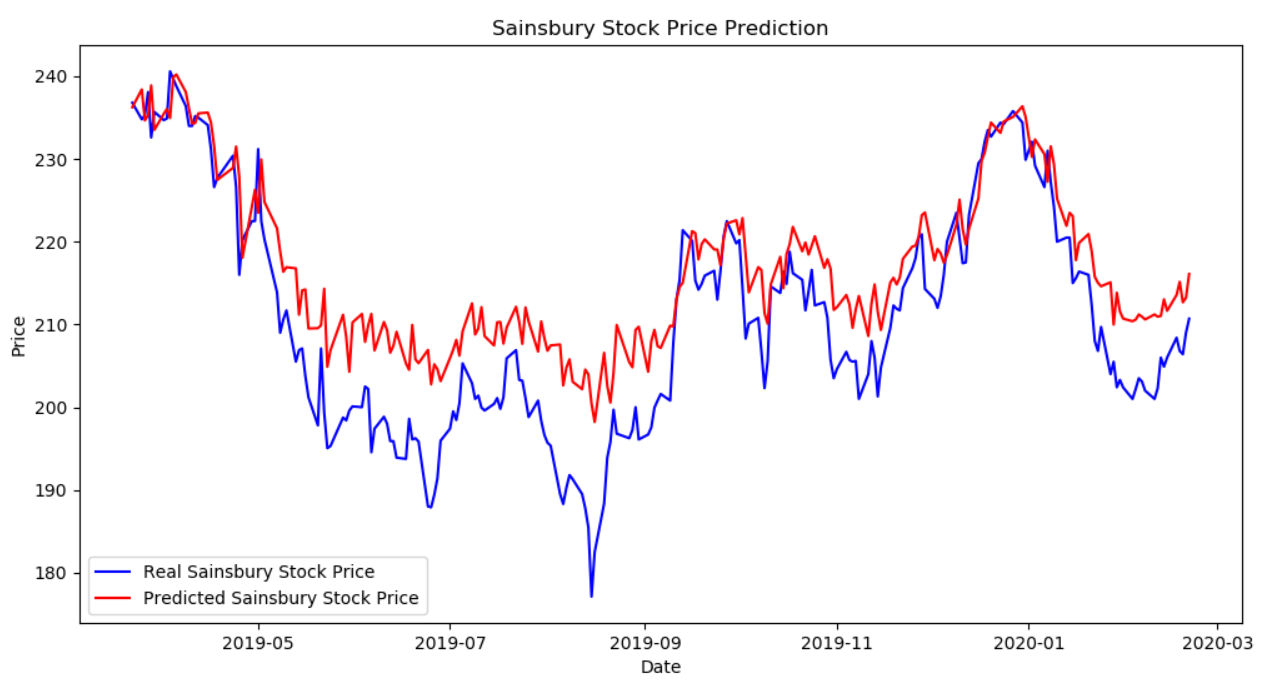 Sainsbury Stock Price Prediction
240
230
220
210
200
190
180
Price
Real Sainsbury Stock Price
Predicted Sainsbury Stock Price
2019-05
2019-07
2019-09
2019-11
2020-01
2020-03
Date